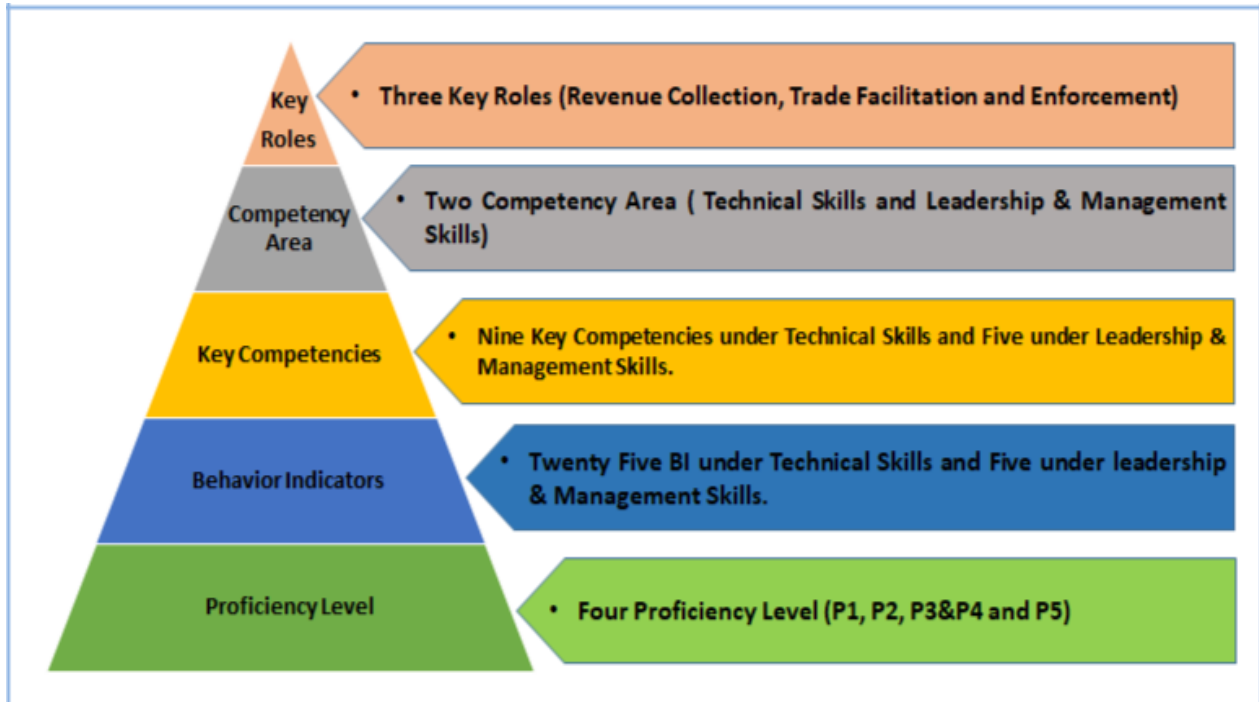 Key
Roles
• Three Key Roles (Revenue Collection, Trade Facilitation and Enforcement)
Competency
Area
• Two Competency Area ( Technical Skills and Leadership & Management
Skills)
Key Competencies
• Nine Key Competencies under Technical Skills and Five under Leadership &
Management Skills.
Behavior Indicators
• Twenty Five BI under Technical Skills and Five under leadership
& Management Skills.
Proficiency Level
• Four Proficiency Level (P1, P2, P3&P4 and P5)